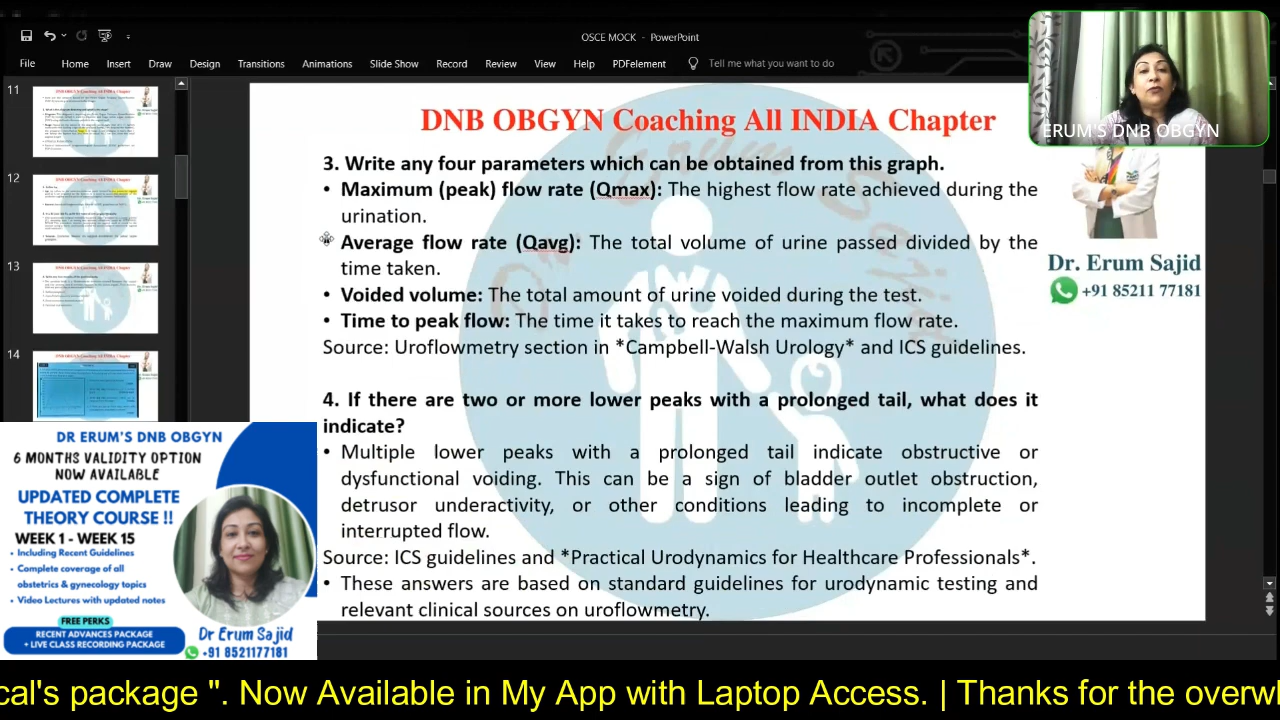 OSCE MOCK - PowerPoint
File Home Insert Draw Design Transitions Animations Slide Show Record Review View Help PDFelement Tell me what you want to do
ERUM'S DNB OBGYN
11
12
13
14
DNB OBGYN Coaching All INDIA Chapter
3. Write any four parameters which can be obtained from this graph.
• Maximum (peak) flow rate (Qmax): The highest flow rate achieved during the
urination.
Average flow rate (Qavg): The total volume of urine passed divided by the
time taken.
• Voided volume: The total amount of urine voided during the test.
• Time to peak flow: The time it takes to reach the maximum flow rate.
Source: Uroflowmetry section in *Campbell-Walsh Urology* and ICS guidelines.
4. If there are two or more lower peaks with a prolonged tail, what does it
indicate?
• Multiple lower peaks with a prolonged tail indicate obstructive or
dysfunctional voiding. This can be a sign of bladder outlet obstruction,
detrusor underactivity, or other conditions leading to incomplete or
interrupted flow.
Source: ICS guidelines and *Practical Urodynamics for Healthcare Professionals*.
• These answers are based on standard guidelines for urodynamic testing and
relevant clinical sources on uroflowmetry.
Dr. Erum Sajid
+91 85211 77181
DR ERUM'S DNB OBGYN
6 MONTHS VALIDITY OPTION
NOW AVAILABLE
UPDATED COMPLETE
THEORY COURSE !!
WEEK 1 - WEEK 15
• Including Recent Guidelines
• Complete coverage of all
obstetrics & gynecology topics
• Video Lectures with updated notes
FREE PERKS
RECENT ADVANCES PACKAGE
+ LIVE CLASS RECORDING PACKAGE
Dr Erum Sajid
+91 8521177181
cal's package ". Now Available in My App with Laptop Access. | Thanks for the overwl